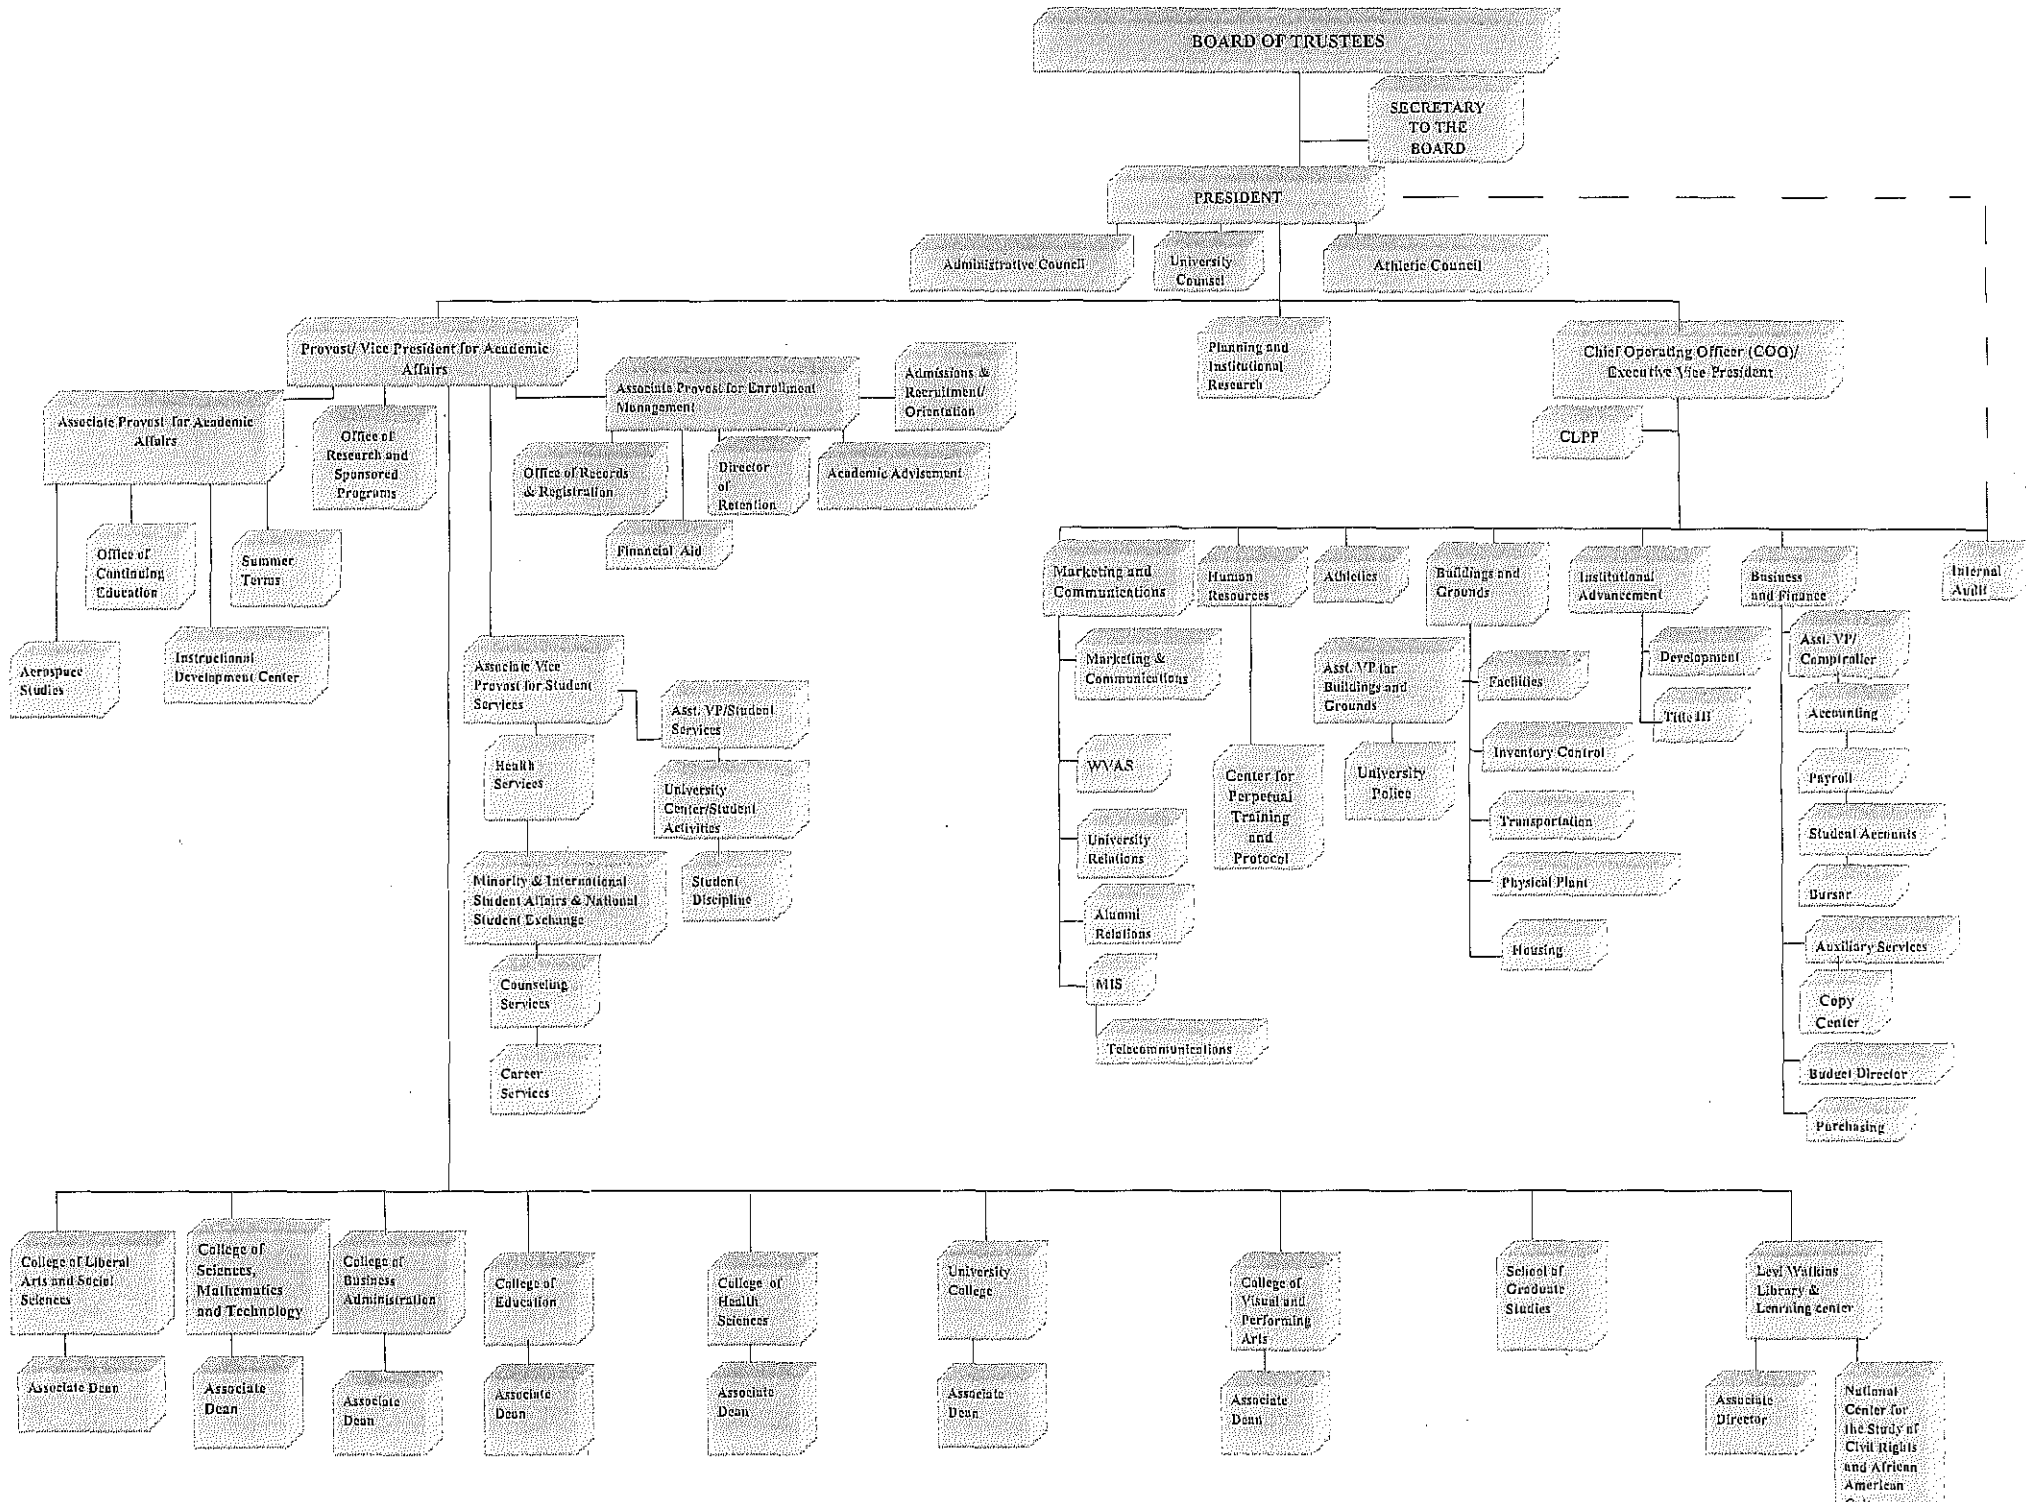 BOARD OF TRUSTEES
SECRETARY
TO THE
BOARD
PRESIDENT
Administrative Council
University
Counsel
Athletic Council
Provost/ Vice President for Academic
Affairs
Planning and
Institutional
Research
Chief Operating Officer (COO)/
Executive Vice President
Associate Provost for Academic
Affairs
Office of
Research and
Sponsored
Programs
Associate Provost for Enrollment
Management
Admissions &
Recruitment/
Orientation
CLPP
Office of Records
& Registration
Director
of
Retention
Academic Advisement
Financial Aid
Office of
Continuing
Education
Summer
Terms
Aerospace
Studies
Instructional
Development Center
Marketing and
Communications
Human
Resources
Athletics
Buildings and
Grounds
Institutional
Advancement
Business
and Finance
Internal
Audit
Associate Vice
Provost for Student
Services
Asst. VP/Student
Services
Health
Services
University
Center/Student
Activities
Minority & International
Student Affairs & National
Student Exchange
Student
Discipline
Counseling
Services
Career
Services
Marketing &
Communications
WVAS
University
Relations
Alumni
Relations
MIS
Telecommunications
Center for
Perpetual
Training
and
Protocol
Asst. VP for
Buildings and
Grounds
University
Police
Facilities
Inventory Control
Transportation
Physical Plant
Housing
Development
Title III
Asst. VP/
Comptroller
Accounting
Payroll
Student Accounts
Bursar
Auxiliary Services
Copy
Center
Budget Director
Purchasing
College of Liberal
Arts and Social
Sciences
College of
Sciences,
Mathematics
and Technology
College of
Business
Administration
College of
Education
College of
Health
Sciences
University
College
College of
Visual and
Performing
Arts
School of
Graduate
Studies
Levi Watkins
Library &
Learning center
Associate Dean
Associate
Dean
Associate
Dean
Associate
Dean
Associate
Dean
Associate
Dean
Associate
Dean
Associate
Director
National
Center for
the Study of
Civil Rights
and African
American